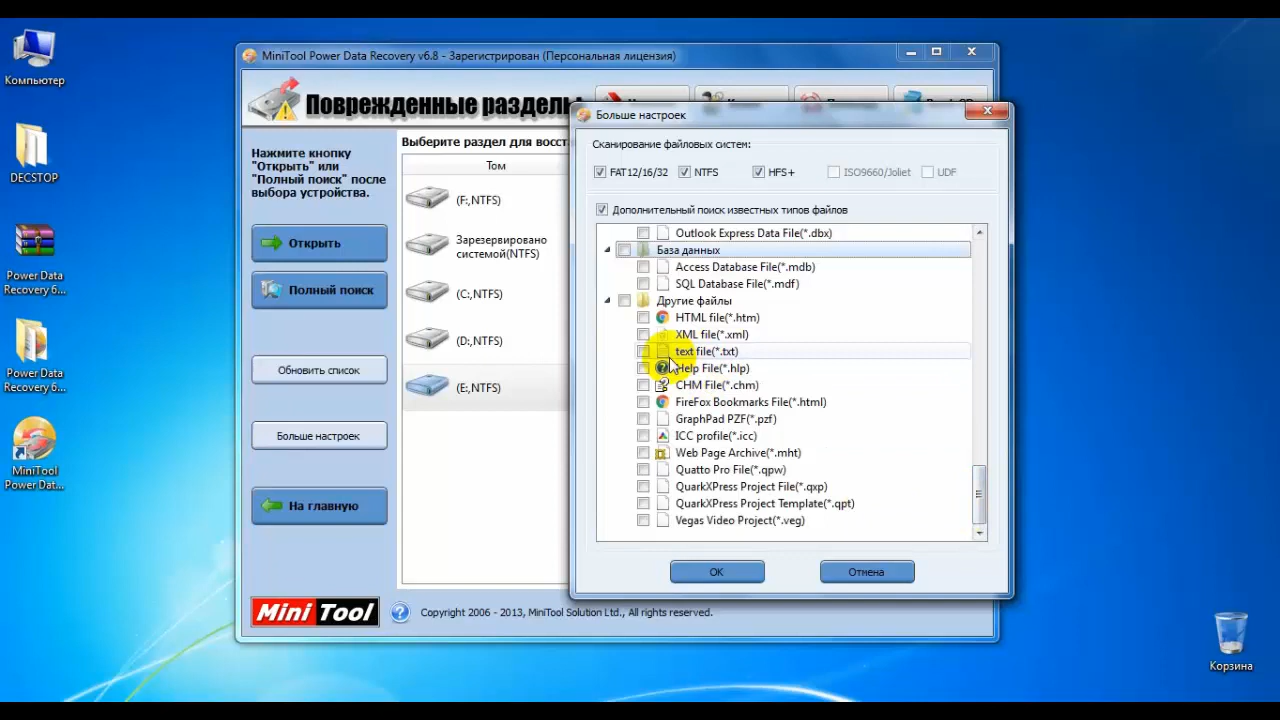 Компьютер
DECSTOP
Power Data
Recovery 6...
Power Data
Recovery 6...
MiniTool
Power Dat...
Корзина
MiniTool Power Data Recovery v6.8 - Зарегистрирован (Персональная лицензия)
Поврежденные разделы
Нажмите кнопку
"Открыть" или
"Полный поиск" после
выбора устройства.
Открыть
Полный поиск
Обновить список
Больше настроек
На главную
Выберите раздел для восста
Том
(F:,NTFS)
Зарезервировано
системой(NTFS)
(C:,NTFS)
(D:,NTFS)
(E:,NTFS)
Mini Tool
Copyright 2006 - 2013, MiniTool Solution Ltd., All rights reserved.
Больше настроек
Сканирование файловых систем:
FAT12/16/32 NTFS HFS+ ISO9660/Joliet UDF
Дополнительный поиск известных типов файлов
Outlook Express Data File(*.dbx)
База данных
Access Database File(*.mdb)
SQL Database File(*.mdf)
Другие файлы
HTML file(*.htm)
XML file(*.xml)
text file(*.txt)
Help File(*.hlp)
CHM File(*.chm)
FireFox Bookmarks File(*.html)
GraphPad PZF(*.pzf)
ICC profile(*.icc)
Web Page Archive(*.mht)
Quatto Pro File(*.qpw)
QuarkXPress Project File(*.qxp)
QuarkXPress Project Template(*.qpt)
Vegas Video Project(*.veg)
ОК
Отмена